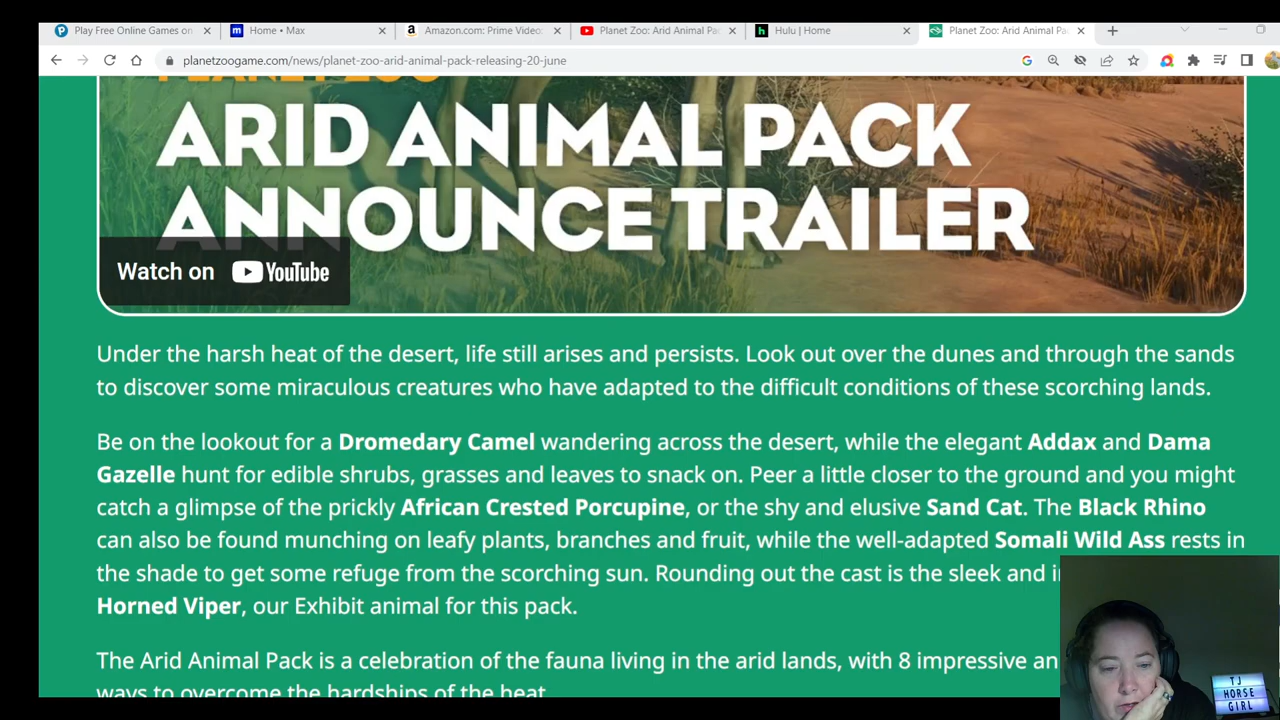 Play Free Online Games on
Home • Max
Amazon.com: Prime Video:
Planet Zoo: Arid Animal Pac
Hulu | Home
Planet Zoo: Arid Animal Pa
planetzoogame.com/news/planet-zoo-arid-animal-pack-releasing-20-june
ARID ANIMAL PACK
ANNOUNCE TRAILER
Watch on YouTube
Under the harsh heat of the desert, life still arises and persists. Look out over the dunes and through the sands
to discover some miraculous creatures who have adapted to the difficult conditions of these scorching lands.
Be on the lookout for a Dromedary Camel wandering across the desert, while the elegant Addax and Dama
Gazelle hunt for edible shrubs, grasses and leaves to snack on. Peer a little closer to the ground and you might
catch a glimpse of the prickly African Crested Porcupine, or the shy and elusive Sand Cat. The Black Rhino
can also be found munching on leafy plants, branches and fruit, while the well-adapted Somali Wild Ass rests in
the shade to get some refuge from the scorching sun. Rounding out the cast is the sleek and
Horned Viper, our Exhibit animal for this pack.
The Arid Animal Pack is a celebration of the fauna living in the arid lands, with 8 impressive
ways to overcome the hardships of the heat
TJ
HORSE
GIRL